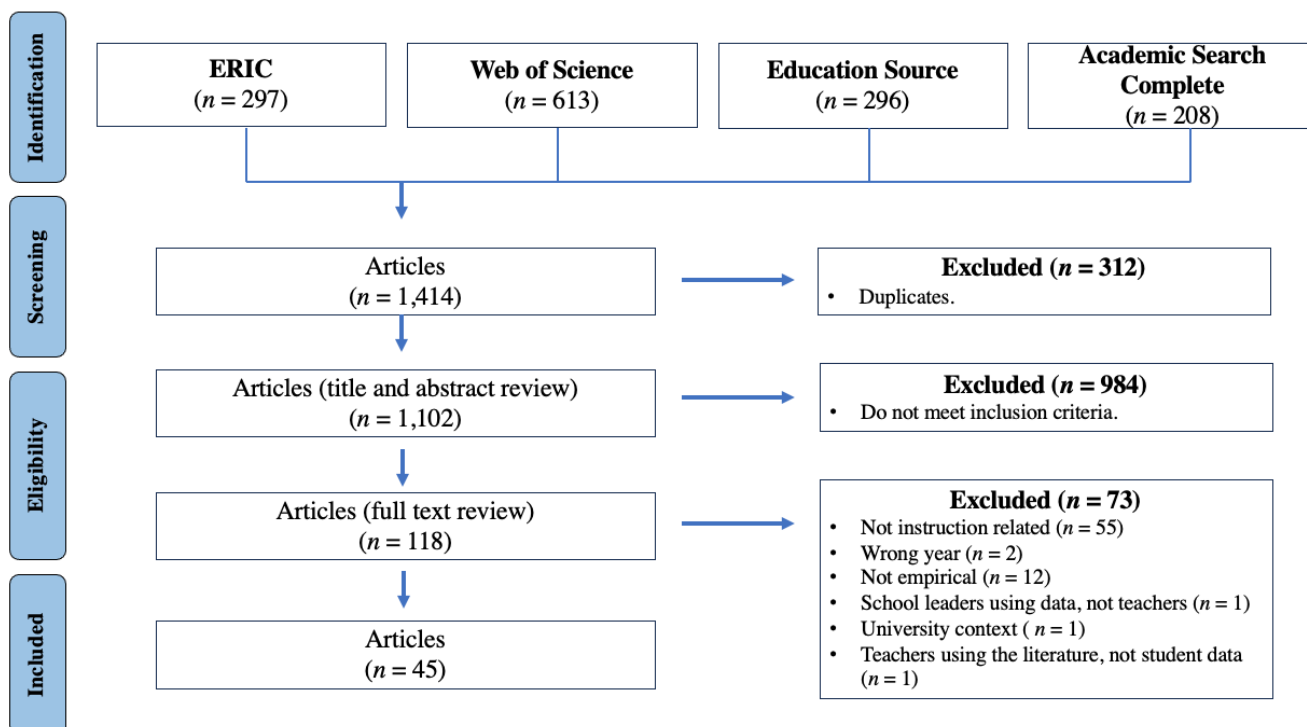 Identification
ERIC
(n = 297)
Web of Science
(n = 613)
Education Source
(n = 296)
Academic Search
Complete
(n = 208)
Screening
Articles
(n = 1,414)
Excluded (n = 312)
• Duplicates.
Eligibility
Articles (title and abstract review)
(n = 1,102)
Excluded (n = 984)
• Do not meet inclusion criteria.
Articles (full text review)
(n = 118)
Excluded (n = 73)
• Not instruction related (n = 55)
• Wrong year (n = 2)
• Not empirical (n = 12)
• School leaders using data, not teachers (n = 1)
• University context ( n = 1)
• Teachers using the literature, not student data
(n = 1)
Included
Articles
(n = 45)